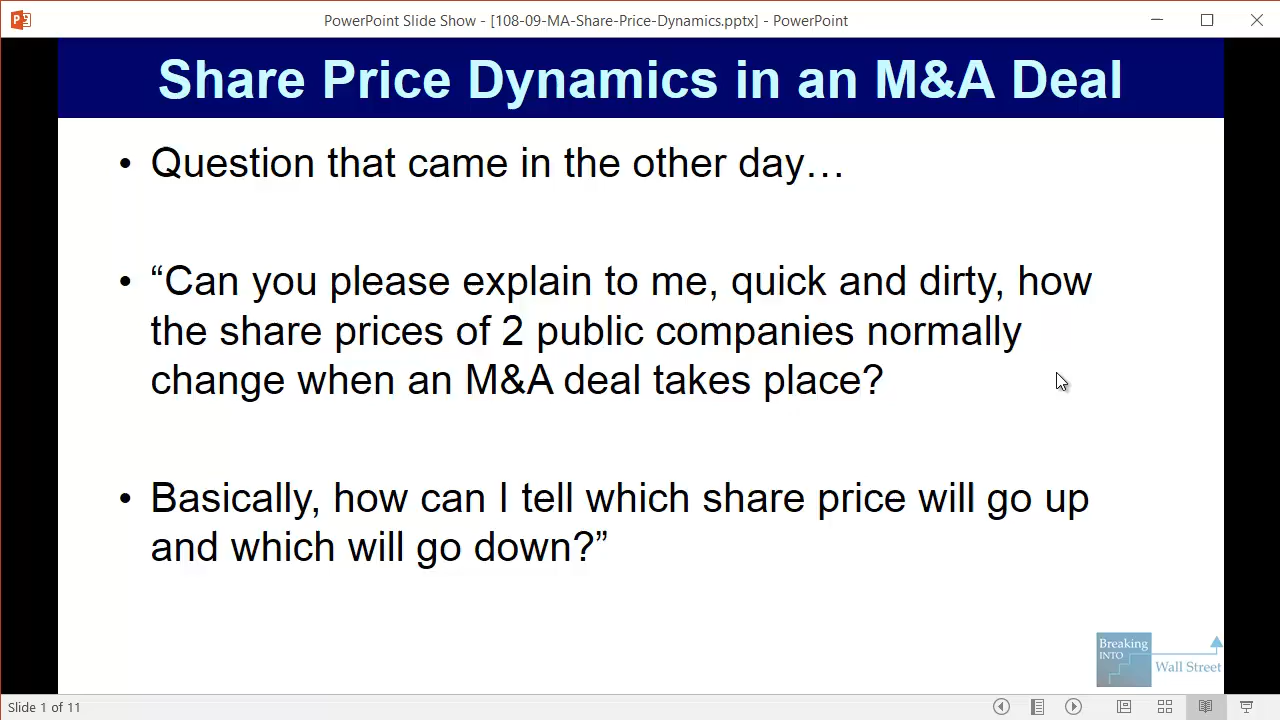 PowerPoint Slide Show - [108-09-MA-Share-Price-Dynamics.pptx] - PowerPoint
Share Price Dynamics in an M&A Deal
• Question that came in the other day…
• “Can you please explain to me, quick and dirty, how
the share prices of 2 public companies normally
change when an M&A deal takes place?
• Basically, how can I tell which share price will go up
and which will go down?”
Breaking
INTO
Wall Street
Slide 1 of 11